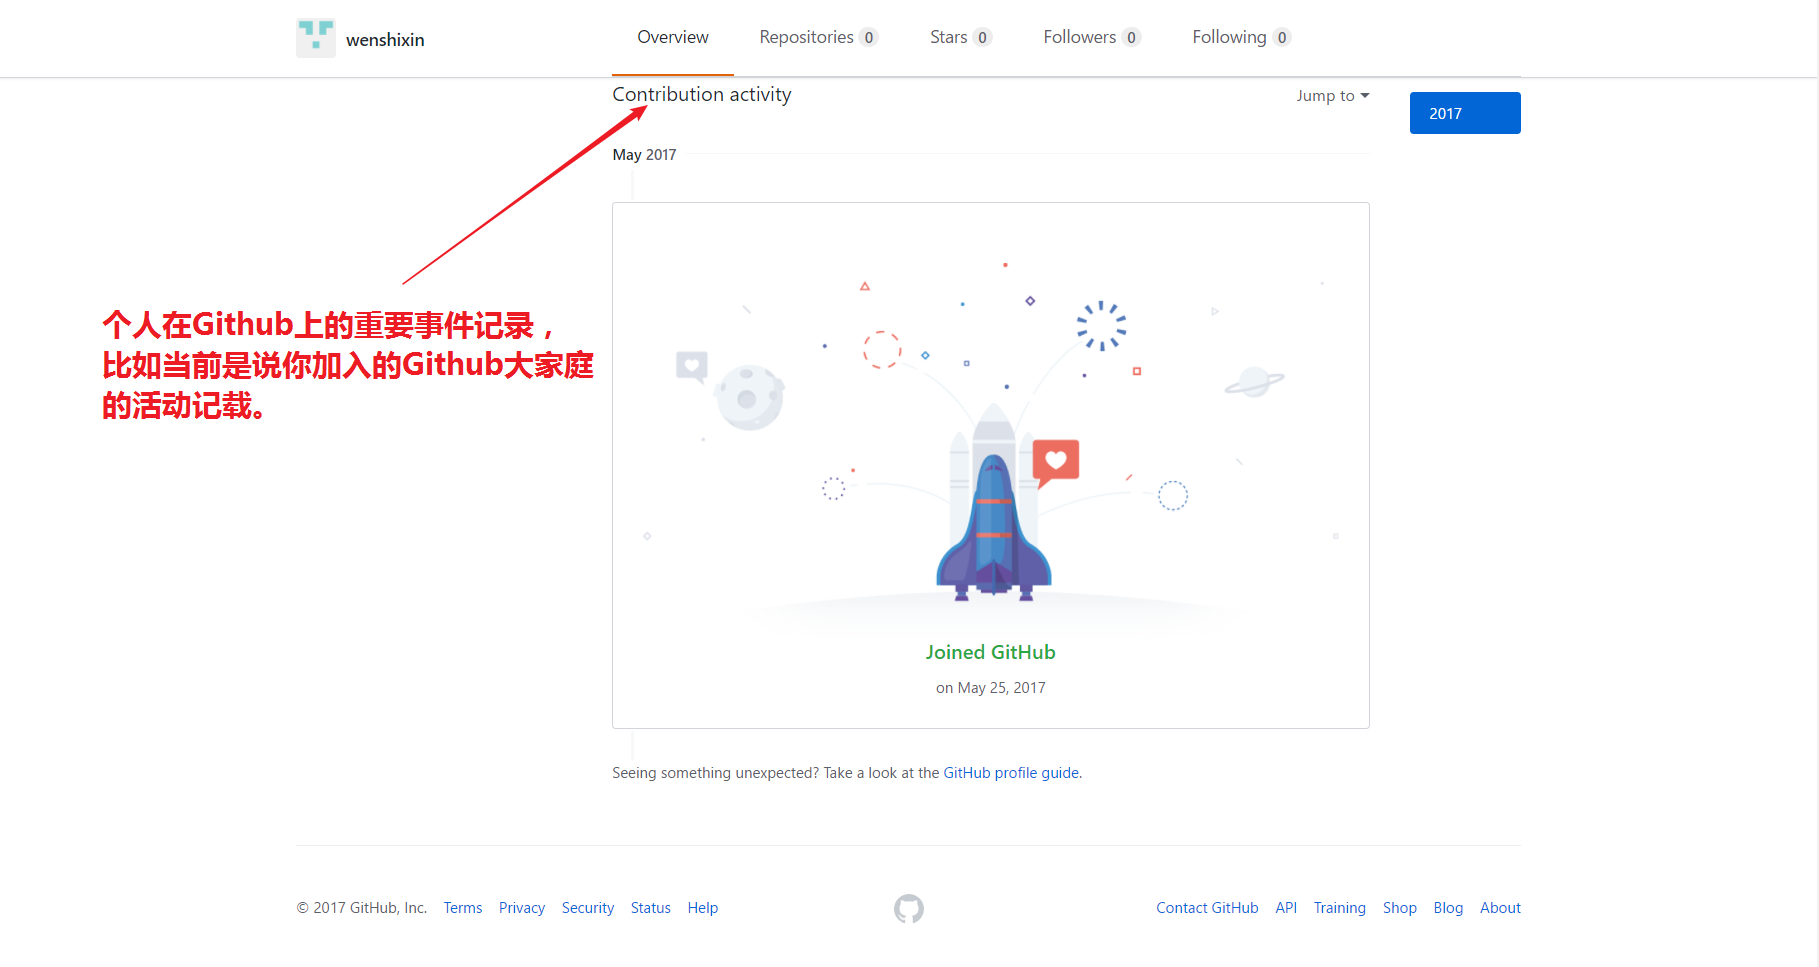 wenshixin
Overview
Repositories 0
Stars 0
Followers 0
Following 0
Contribution activity
Jump to
2017
May 2017
个人在Github上的重要事件记录，
比如当前是说你加入的Github大家庭
的活动记载。
Joined GitHub
on May 25, 2017
Seeing something unexpected? Take a look at the GitHub profile guide.
© 2017 GitHub, Inc. Terms Privacy Security Status Help
Contact GitHub API Training Shop Blog About